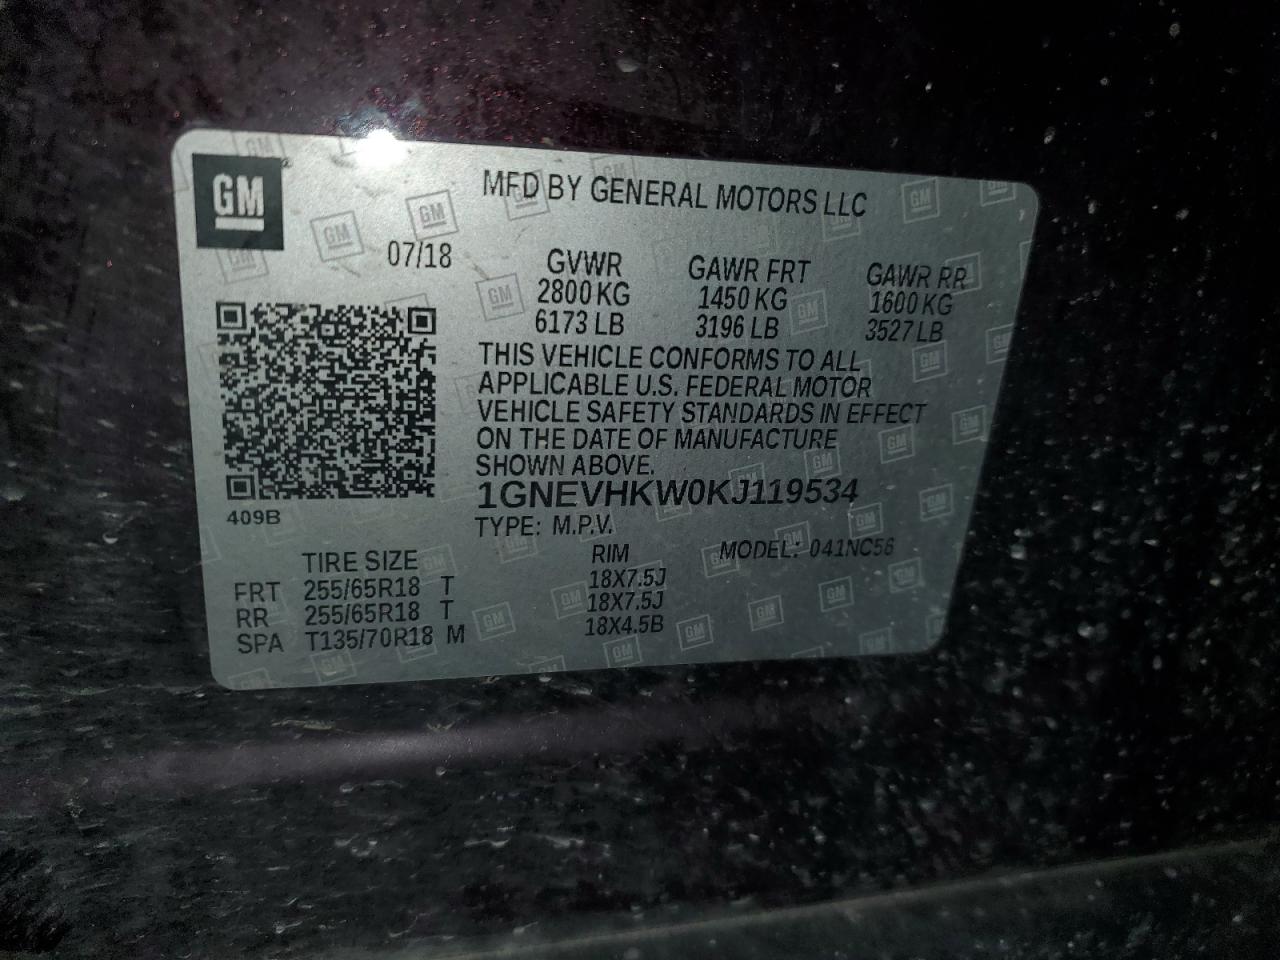 GM
MFD BY GENERAL MOTORS LLC
07/18
GVWR GAWR FRT GAWR RR
2800 KG 1450 KG 1600 KG
6173 LB 3196 LB 3527 LB
THIS VEHICLE CONFORMS TO ALL
APPLICABLE U.S. FEDERAL MOTOR
VEHICLE SAFETY STANDARDS IN EFFECT
ON THE DATE OF MANUFACTURE
SHOWN ABOVE.
1GNEVHKW0KJ119534
409B
TYPE: M.P.V.
TIRE SIZE RIM MODEL: 041NC56
FRT 255/65R18 T 18X7.5J
RR 255/65R18 T 18X7.5J
SPA T135/70R18 M 18X4.5B